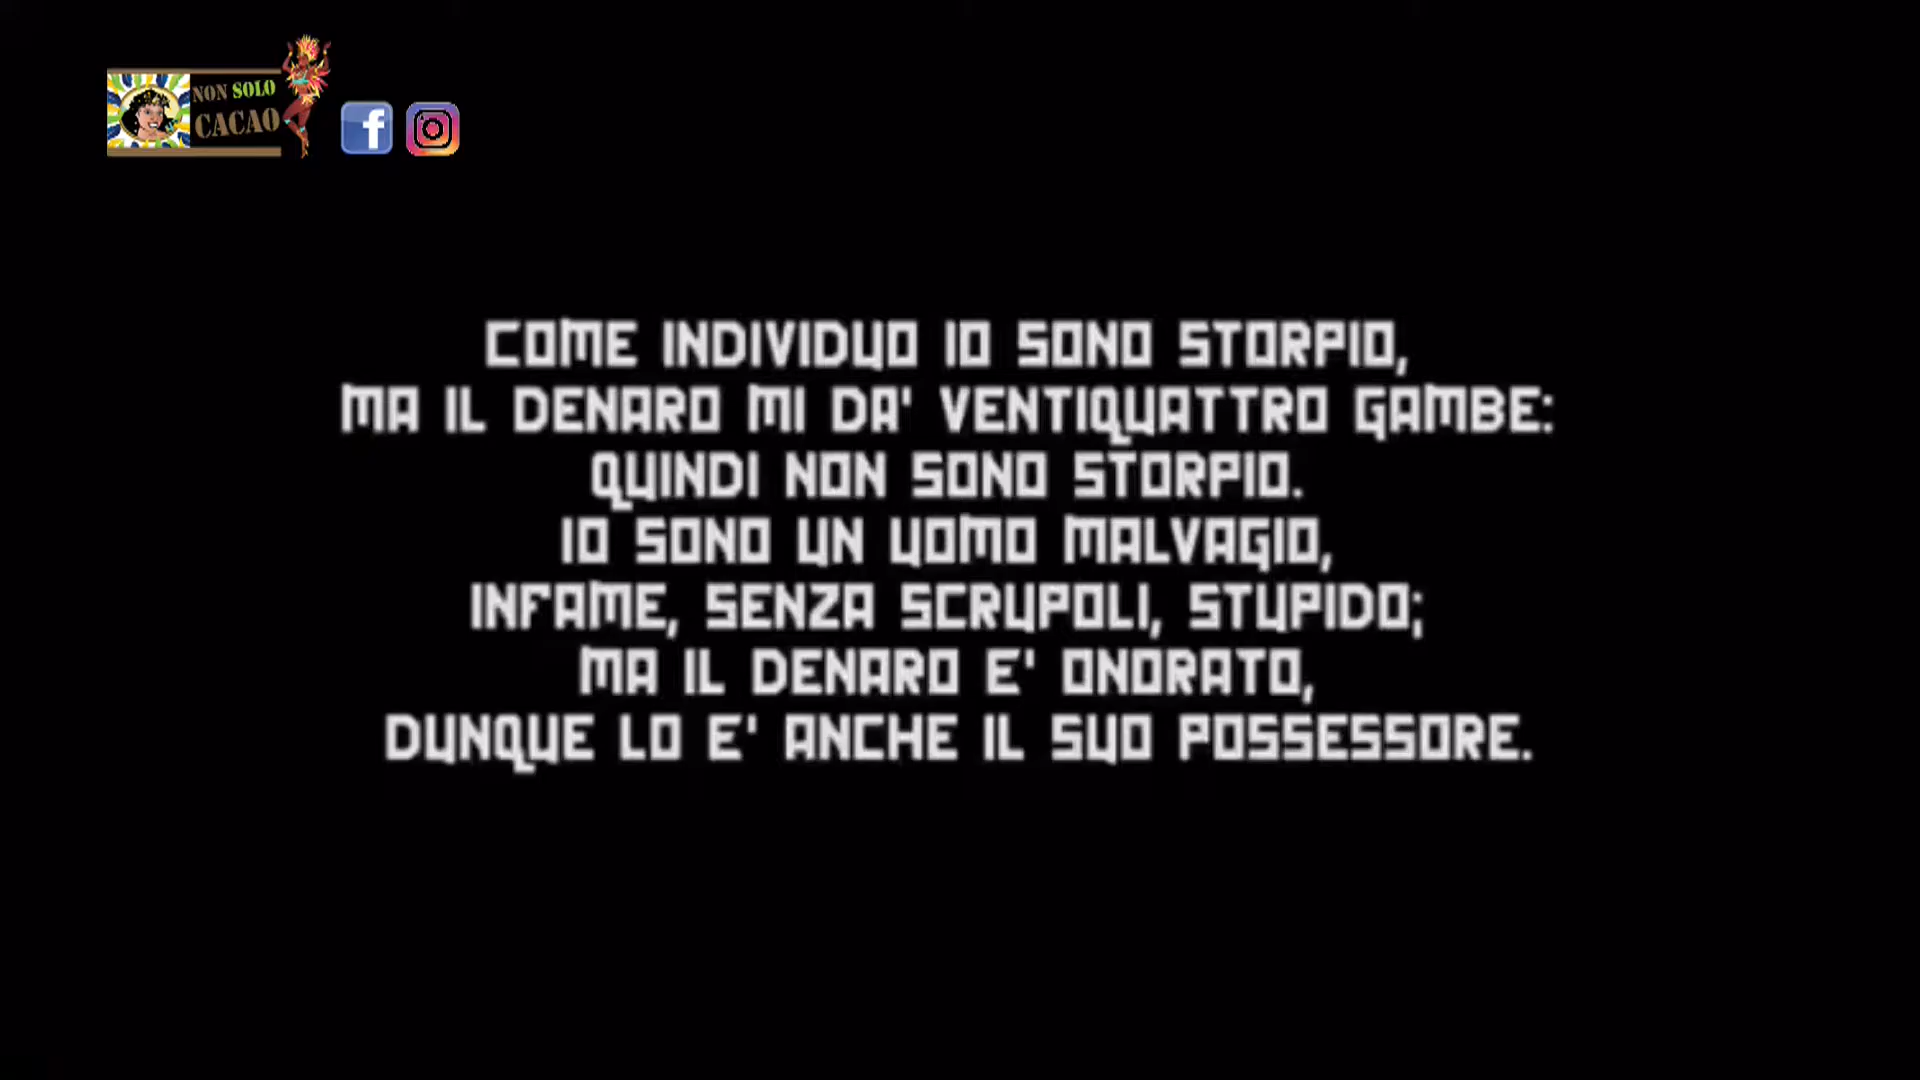 NON SOLO
CACAO
f
COME INDIVIDUO IO SONO STORPIO,
MA IL DENARO MI DA' VENTIQUATTRO GAMBE:
QUINDI NON SONO STORPIO.
IO SONO UN UOMO MALVAGIO,
INFAME, SENZA SCRUPOLI, STUPIDO;
MA IL DENARO E' ONORATO,
DUNQUE LO E' ANCHE IL SUO POSSESSORE.